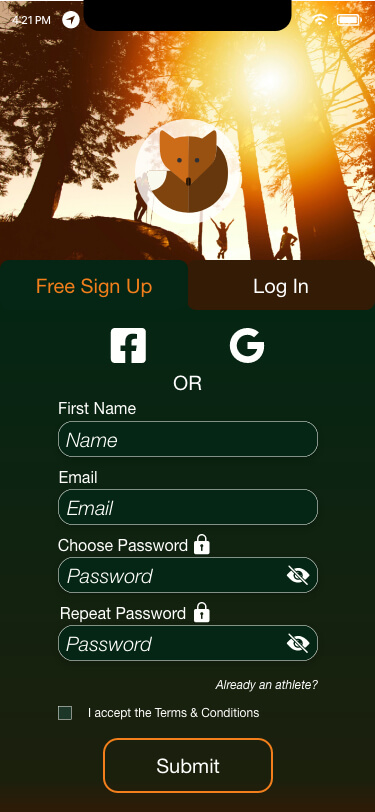 4:21 PM
Free Sign Up
Log In
OR
First Name
Name
Email
Email
Choose Password
Password
Repeat Password
Password
Already an athlete?
I accept the Terms & Conditions
Submit